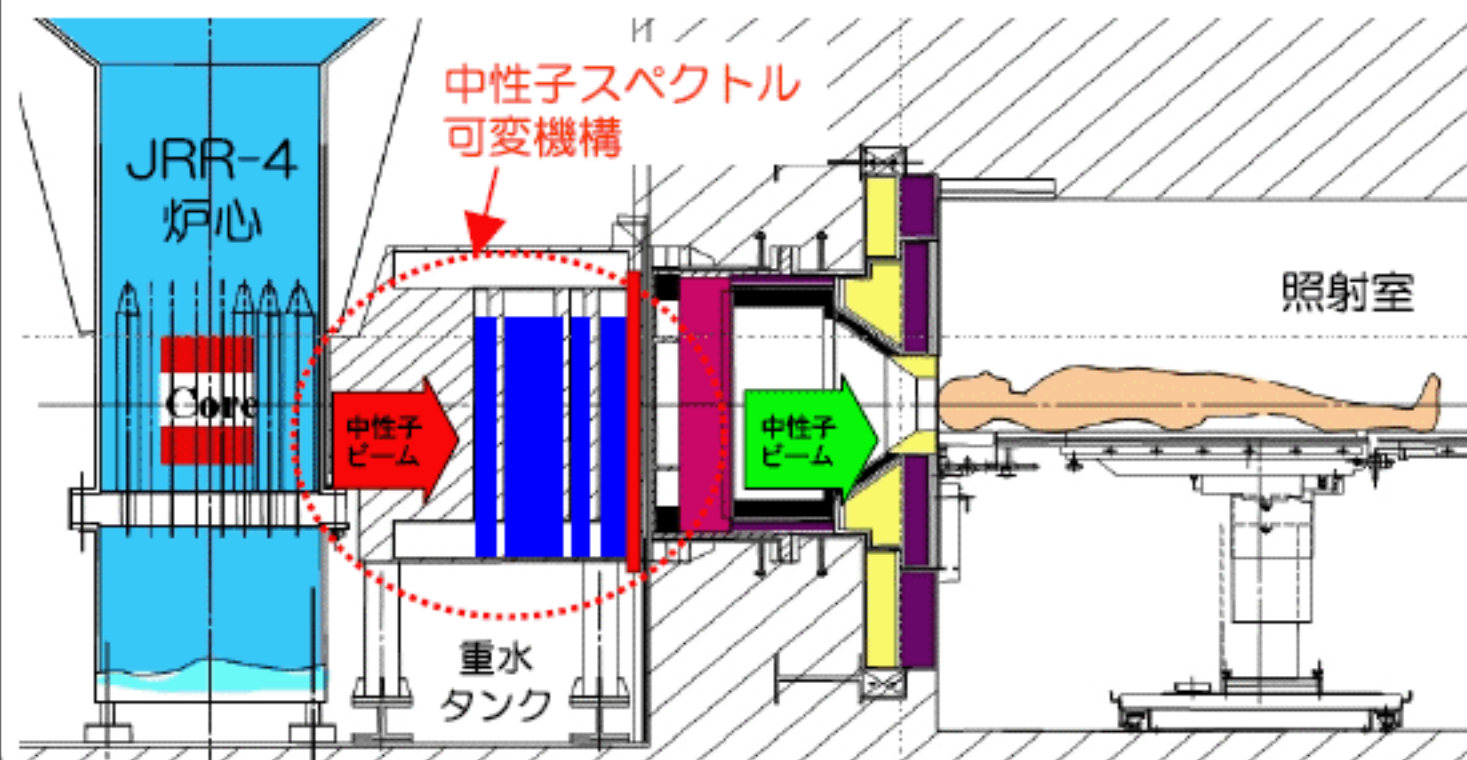 中性子スペクトル
可変機構
JRR-4
炉心
照射室
Core
中性子
ビーム
中性子
ビーム
重水
タンク